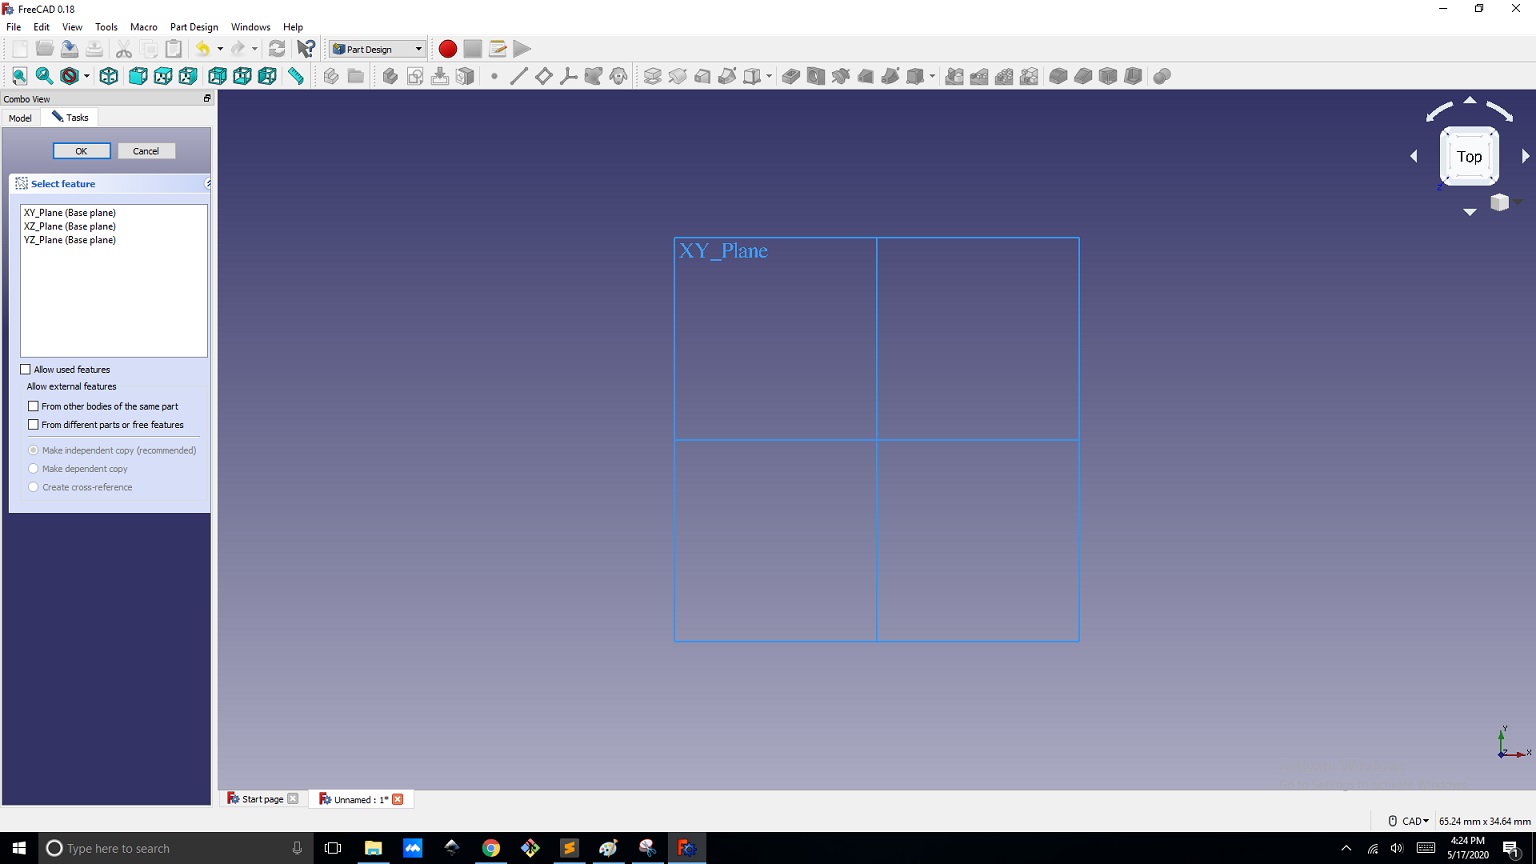 FreeCAD 0.18
File Edit View Tools Macro Part Design Windows Help
Part Design
Combo View
Model Tasks
OK Cancel
Select feature
XY_Plane (Base plane)
XZ_Plane (Base plane)
YZ_Plane (Base plane)
Allow used features
Allow external features
From other bodies of the same part
From different parts or free features
Make independent copy (recommended)
Make dependent copy
Create cross-reference
XY_Plane
Top
Z
Y
Z X
Start page Unnamed : 1*
CAD 65.24 mm x 34.64 mm
Type here to search
4:24 PM
5/17/2020
1